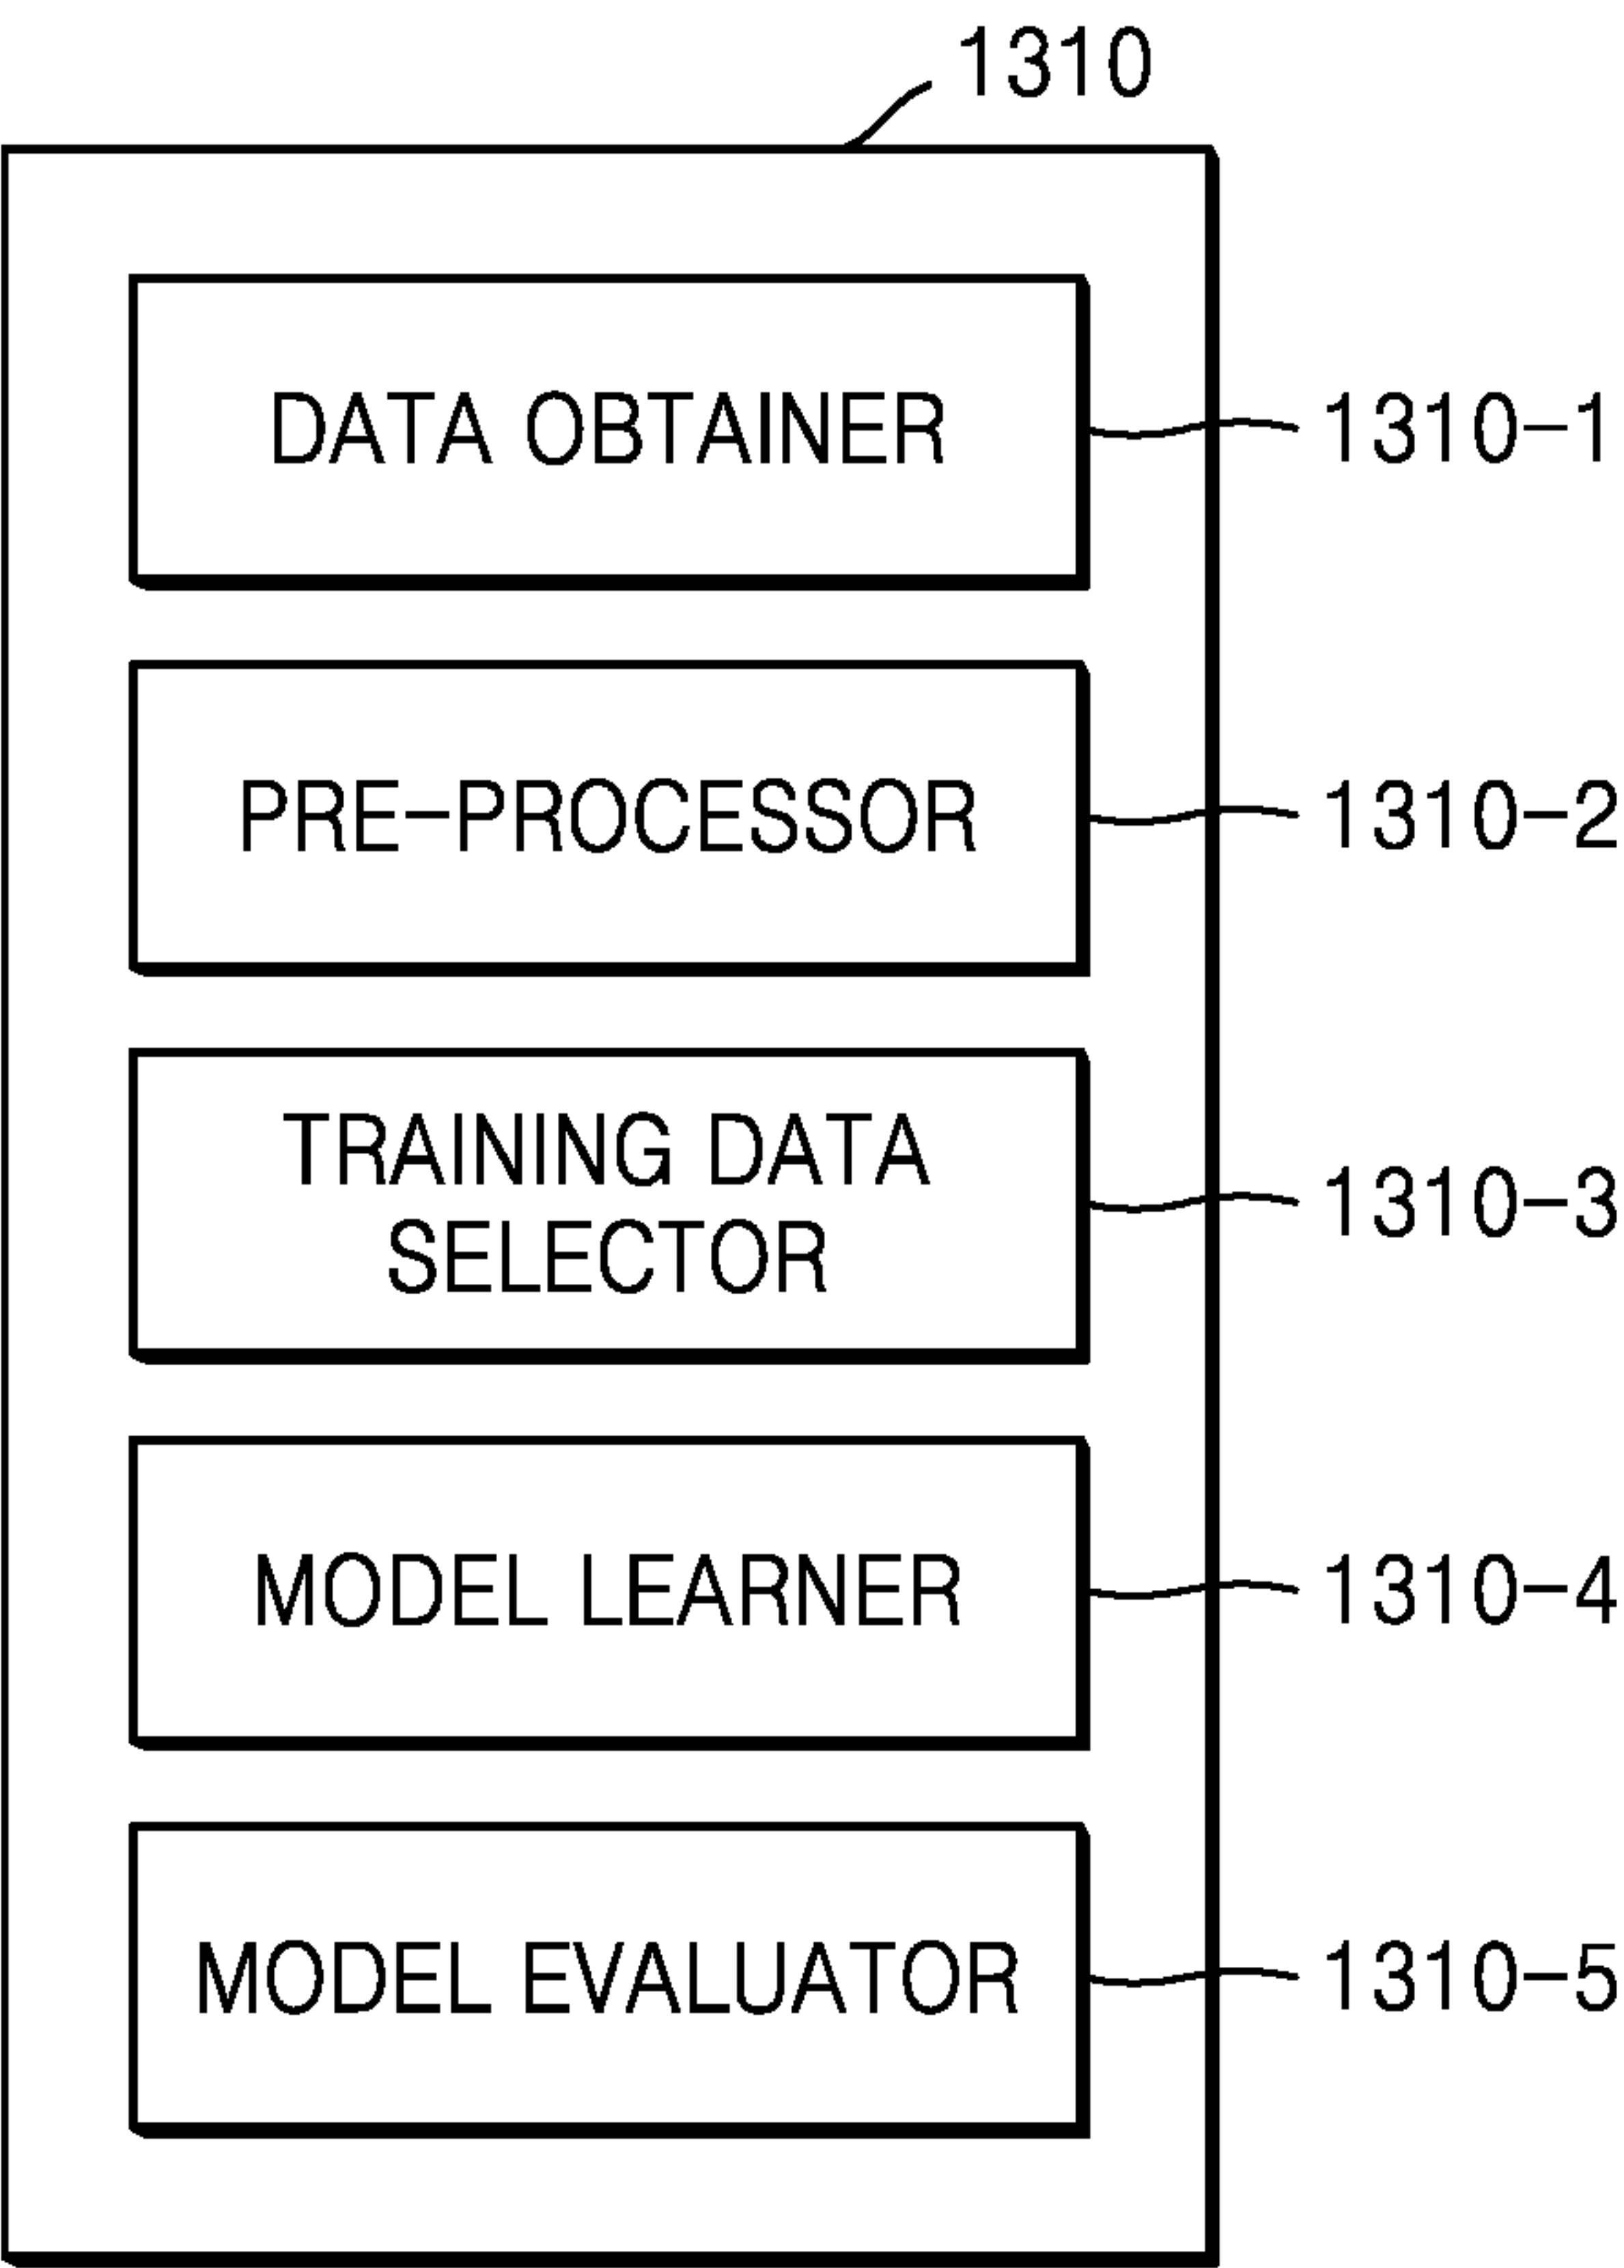 1310
DATA OBTAINER
1310-1
PRE-PROCESSOR
1310-2
TRAINING DATA
SELECTOR
1310-3
MODEL LEARNER
1310-4
MODEL EVALUATOR
1310-5